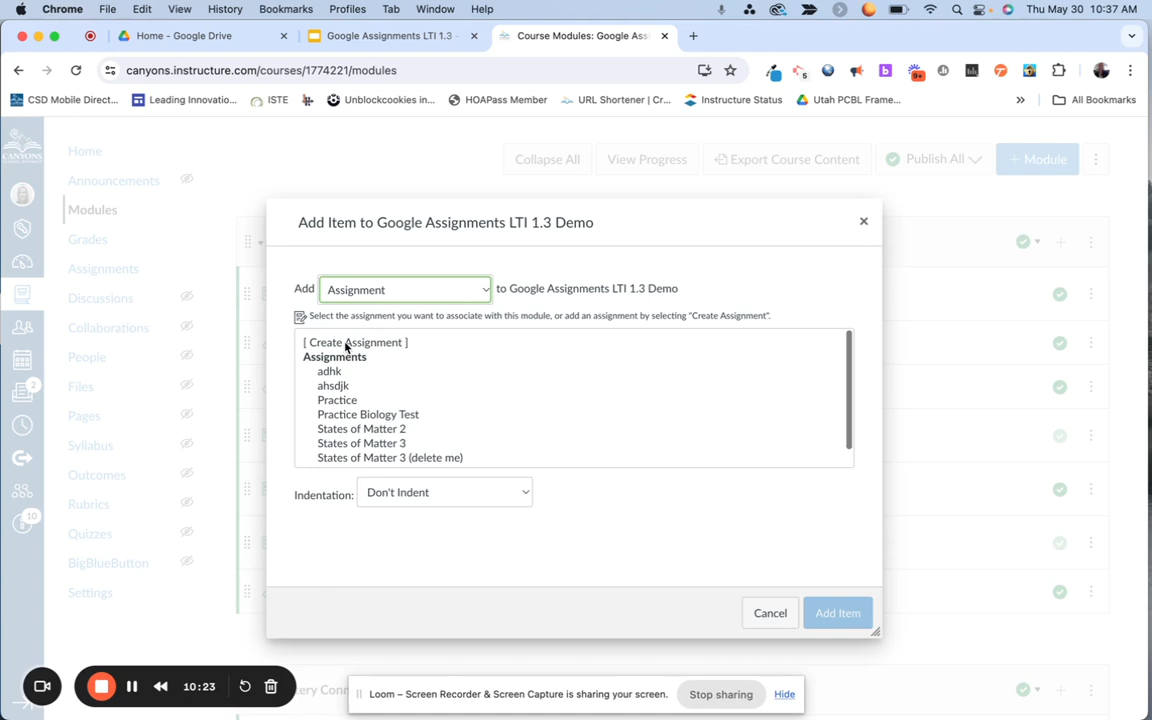 Chrome File Edit View History Bookmarks Profiles Tab Window Help Thu May 30 10:37 AM
Home – Google Drive Google Assignments LTI 1.3 - Course Modules: Google Assi
canyons.instructure.com/courses/1774221/modules
CSD Mobile Direct... Leading Innovatio... ISTE Unblockcookies in... HOAPass Member URL Shortener | Cr... Instructure Status Utah PCBL Frame... » All Bookmarks
CANYONS
Home
Announcements
Modules
Grades
Assignments
Discussions
Collaborations
People
Files
Pages
Syllabus
Outcomes
Rubrics
Quizzes
BigBlueButton
Settings
2
10
9+
5
Collapse All View Progress Export Course Content Publish All + Module
Add Item to Google Assignments LTI 1.3 Demo
Add Assignment to Google Assignments LTI 1.3 Demo
Select the assignment you want to associate with this module, or add an assignment by selecting "Create Assignment".
[ Create Assignment ]
Assignments
adhk
ahsdjk
Practice
Practice Biology Test
States of Matter 2
States of Matter 3
States of Matter 3 (delete me)
Indentation: Don't Indent
Cancel Add Item
10:23
Loom – Screen Recorder & Screen Capture is sharing your screen. Stop sharing Hide